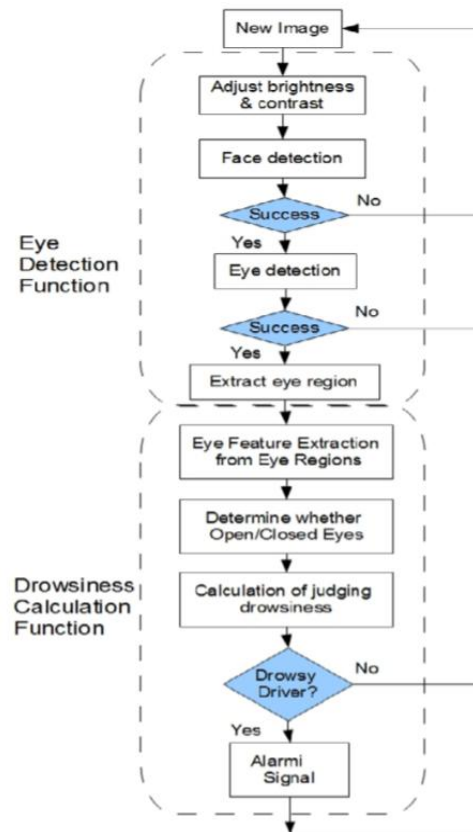 New Image
Adjust brightness
& contrast
Face detection
Success
No
Yes
Eye detection
Success
No
Yes
Extract eye region
Eye
Detection
Function
Eye Feature Extraction
from Eye Regions
Determine whether
Open/Closed Eyes
Calculation of judging
drowsiness
Drowsy
Driver?
No
Yes
Alarmi
Signal
Drowsiness
Calculation
Function